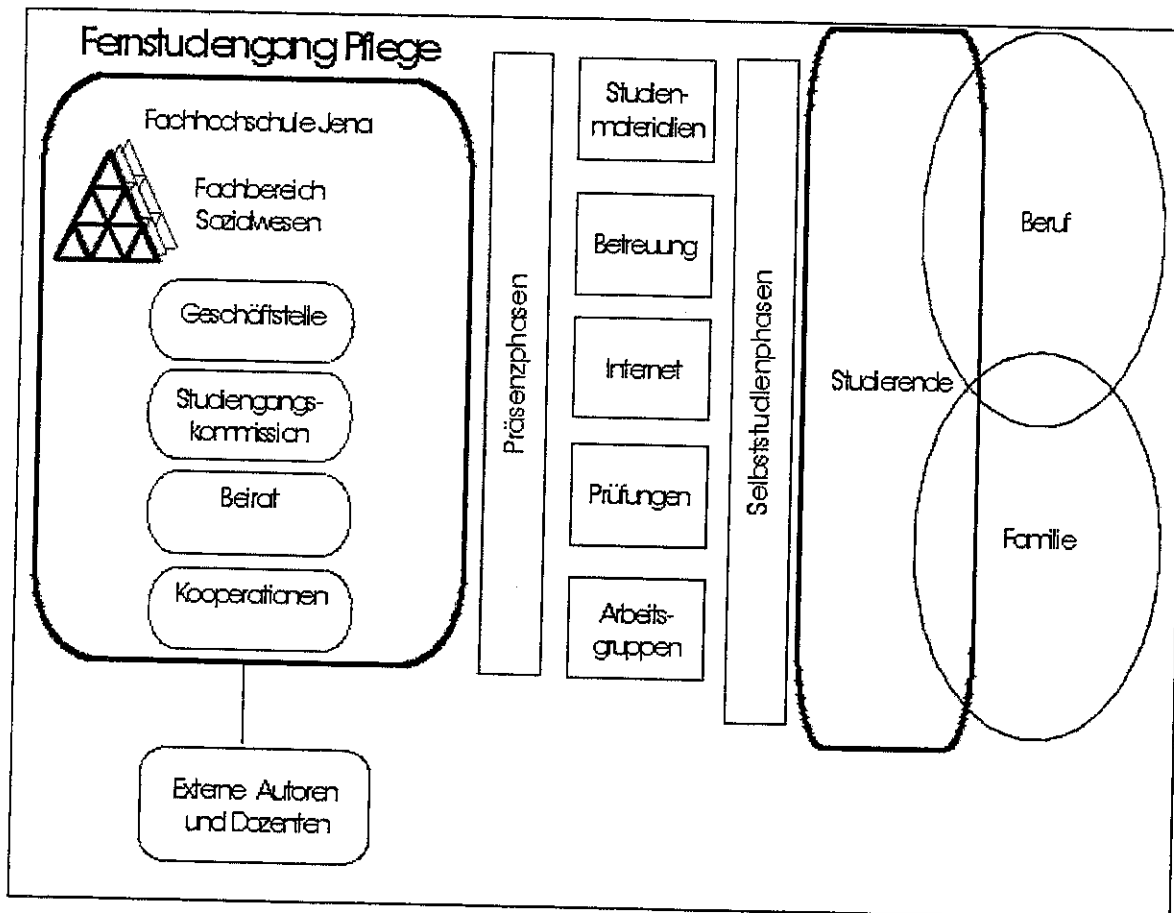 Fernstudiengang Pflege
Fachhochschule Jena
Fachbereich
Sozialwesen
Geschäftstelle
Studiengangs-
kommission
Beirat
Kooperationen
Externe Autoren
und Dozenten
Präsenzphasen
Studien-
materialien
Betreuung
Internet
Prüfungen
Arbeits-
gruppen
Selbststudienphasen
Studierende
Beruf
Familie